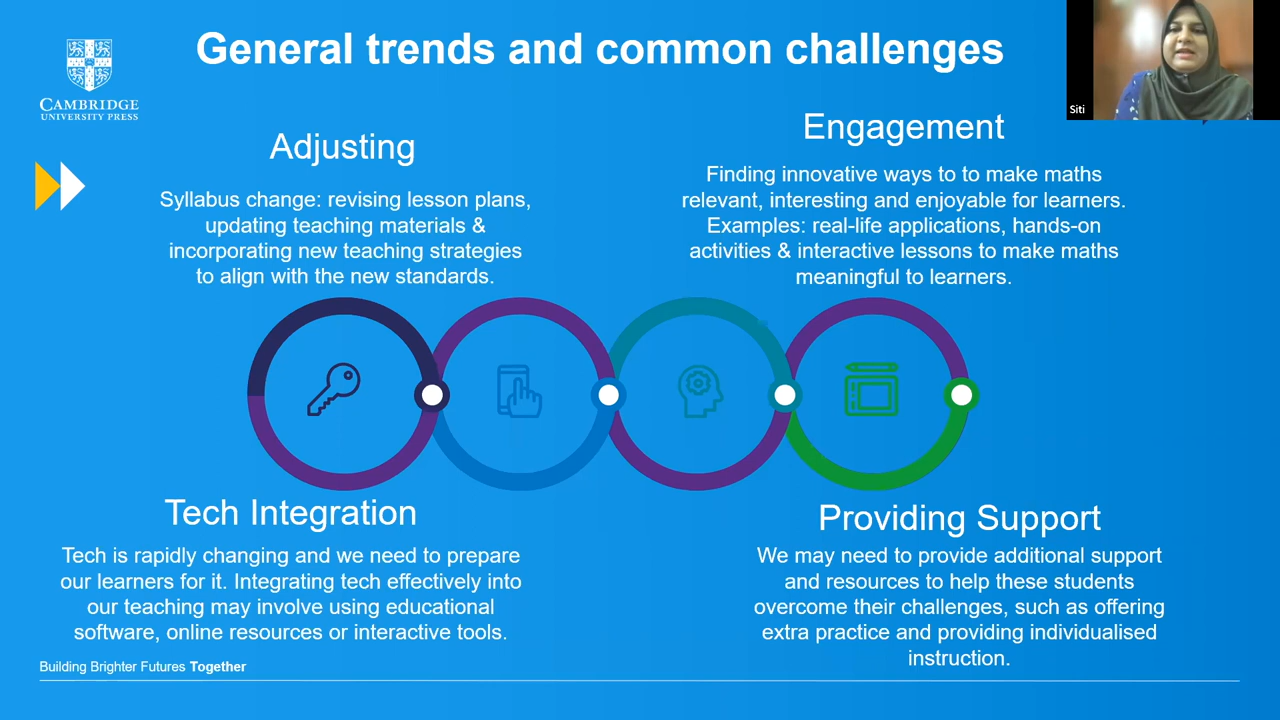 General trends and common challenges
CAMBRIDGE
UNIVERSITY PRESS
Siti
Adjusting
Syllabus change: revising lesson plans,
updating teaching materials &
incorporating new teaching strategies
to align with the new standards.
Engagement
Finding innovative ways to to make maths
relevant, interesting and enjoyable for learners.
Examples: real-life applications, hands-on
activities & interactive lessons to make maths
meaningful to learners.
Tech Integration
Tech is rapidly changing and we need to prepare
our learners for it. Integrating tech effectively into
our teaching may involve using educational
software, online resources or interactive tools.
Providing Support
We may need to provide additional support
and resources to help these students
overcome their challenges, such as offering
extra practice and providing individualised
instruction.
Building Brighter Futures Together